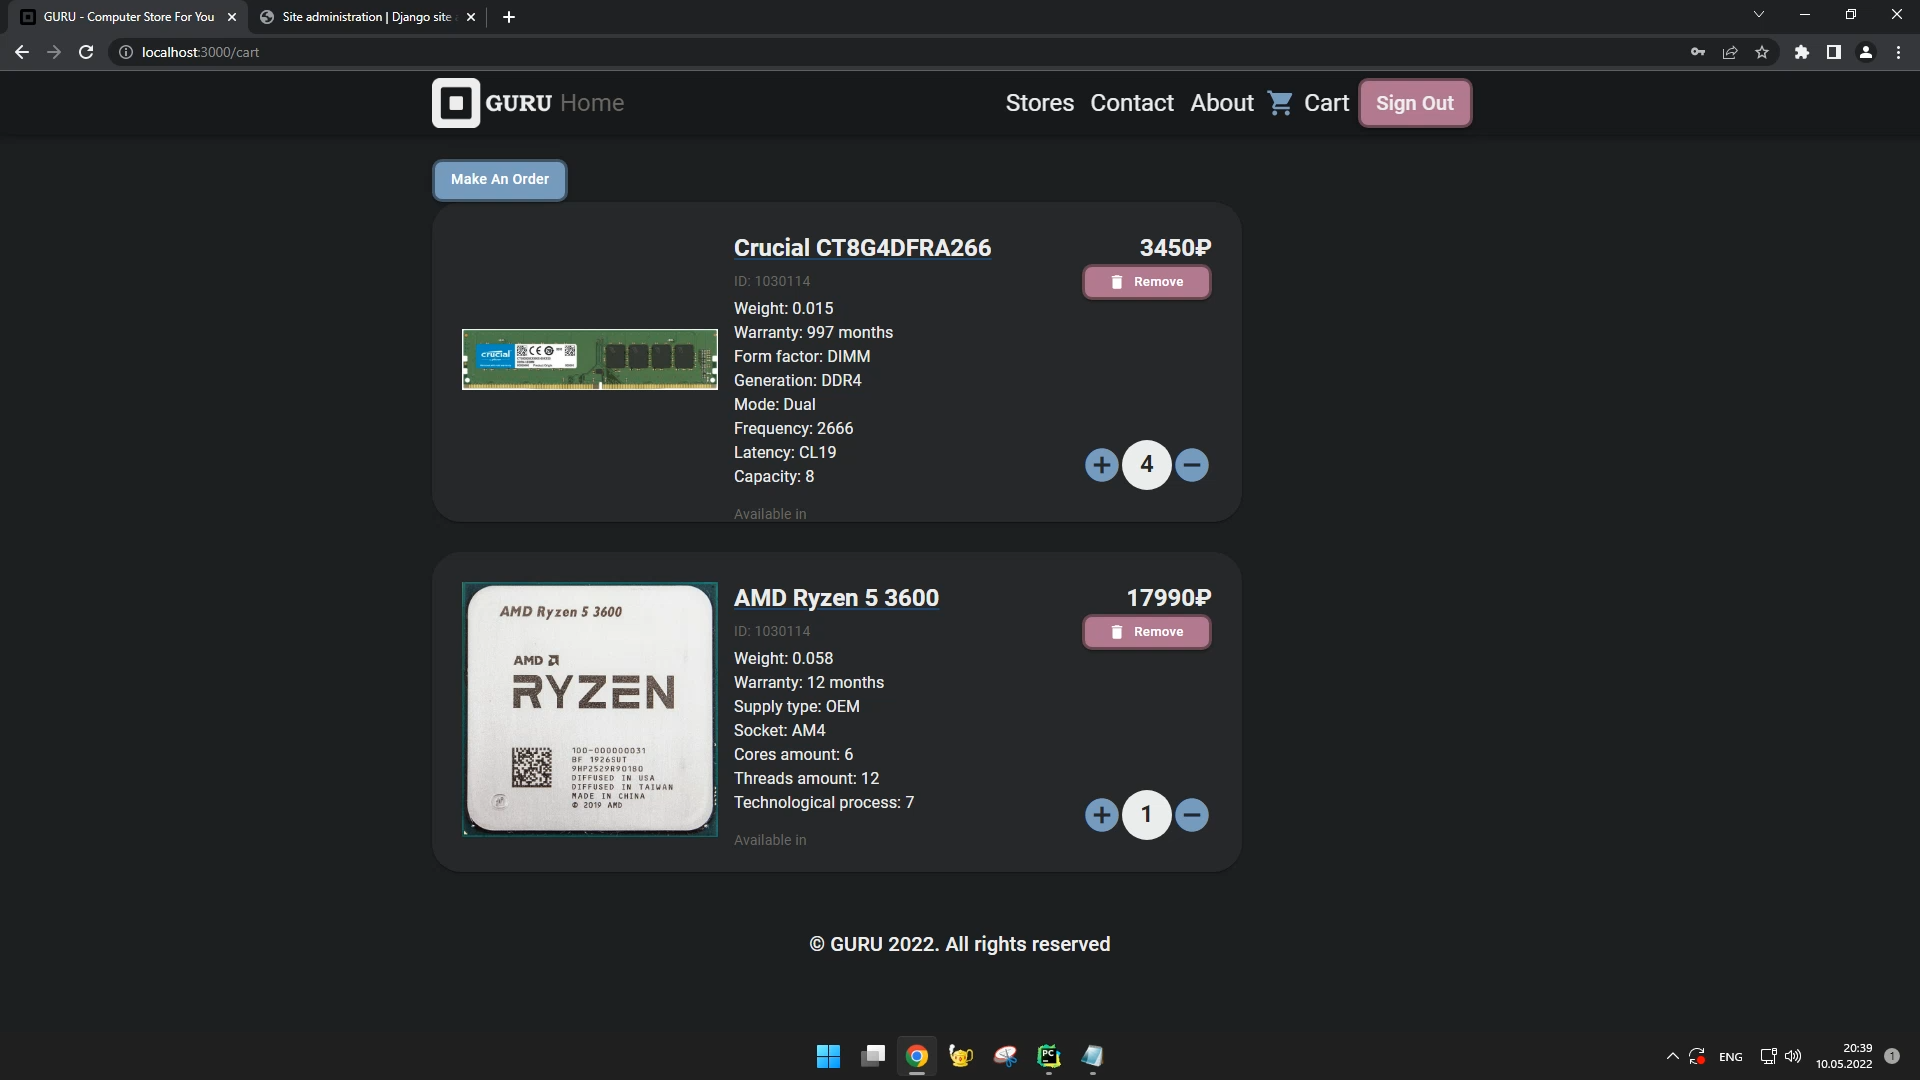 GURU - Computer Store For You
Site administration | Django site
localhost:3000/cart
GURU Home
Stores Contact About Cart Sign Out
Make An Order
Crucial CT8G4DFRA266
3450₽
ID: 1030114
Remove
Weight: 0.015
Warranty: 997 months
Form factor: DIMM
Generation: DDR4
Mode: Dual
Frequency: 2666
Latency: CL19
Capacity: 8
+ 4 −
Available in
crucial
AMD Ryzen 5 3600
17990₽
ID: 1030114
Remove
Weight: 0.058
Warranty: 12 months
Supply type: OEM
Socket: AM4
Cores amount: 6
Threads amount: 12
Technological process: 7
+ 1 −
Available in
AMD Ryzen 5 3600
AMD
RYZEN
100-000000031
BF 1926SUT
9HP2529R90180
DIFFUSED IN USA
DIFFUSED IN TAIWAN
MADE IN CHINA
© 2019 AMD
© GURU 2022. All rights reserved
PC
ENG
20:39
10.05.2022
1